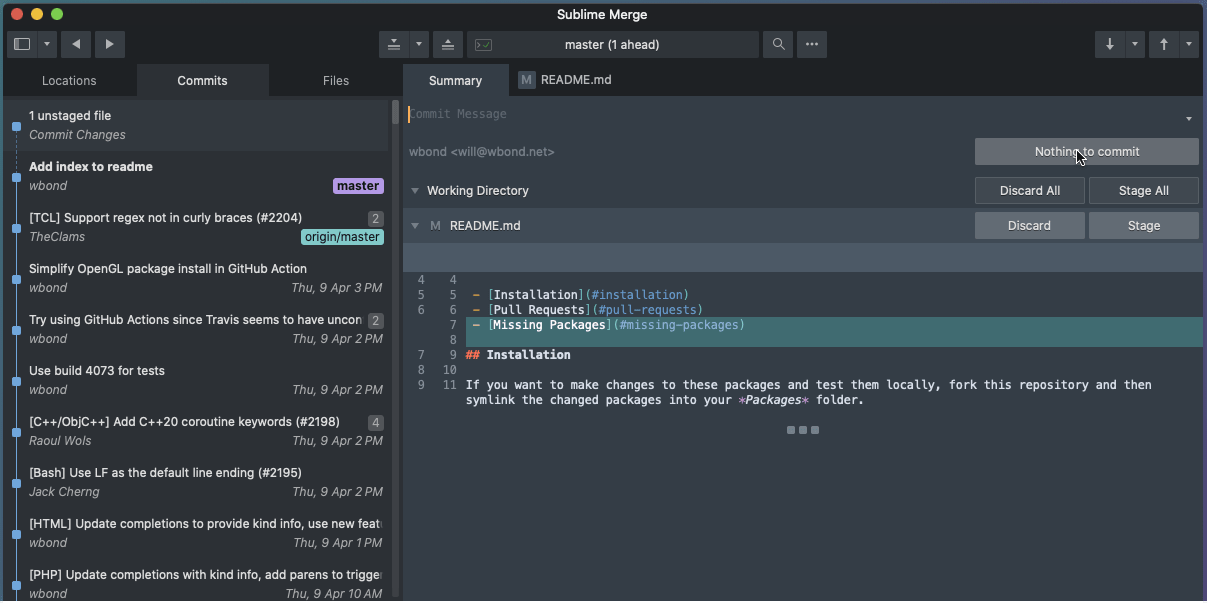 Sublime Merge
master (1 ahead)
Locations
Commits
Files
Summary
M README.md
1 unstaged file
Commit Changes
Add index to readme
wbond
master
[TCL] Support regex not in curly braces (#2204)
2
TheClams
origin/master
Simplify OpenGL package install in GitHub Action
wbond
Thu, 9 Apr 3 PM
Try using GitHub Actions since Travis seems to have uncon
2
wbond
Thu, 9 Apr 2 PM
Use build 4073 for tests
wbond
Thu, 9 Apr 2 PM
[C++/ObjC++] Add C++20 coroutine keywords (#2198)
4
Raoul Wols
Thu, 9 Apr 2 PM
[Bash] Use LF as the default line ending (#2195)
Jack Cherng
Thu, 9 Apr 2 PM
[HTML] Update completions to provide kind info, use new feat
wbond
Thu, 9 Apr 1 PM
[PHP] Update completions with kind info, add parens to trigger
wbond
Thu, 9 Apr 10 AM
Commit Message
wbond <will@wbond.net>
Nothing to commit
Working Directory
Discard All
Stage All
M README.md
Discard
Stage
4 4
5 5 - [Installation](#installation)
6 6 - [Pull Requests](#pull-requests)
7 - [Missing Packages](#missing-packages)
8
7 9 ## Installation
8 10
9 11 If you want to make changes to these packages and test them locally, fork this repository and then
symlink the changed packages into your *Packages* folder.